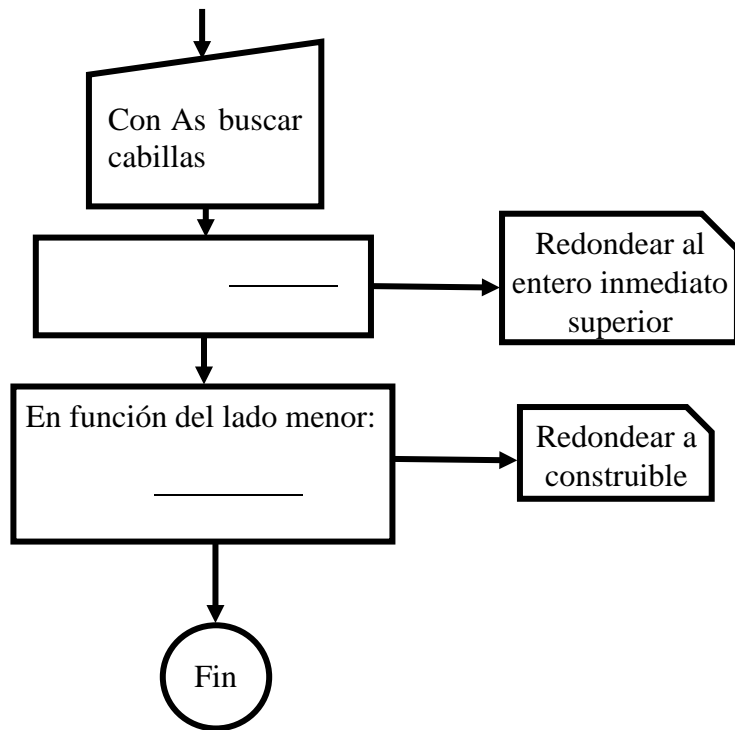 Con As buscar
cabillas
Redondear al
entero inmediato
superior
En función del lado menor:
Redondear a
construible
Fin